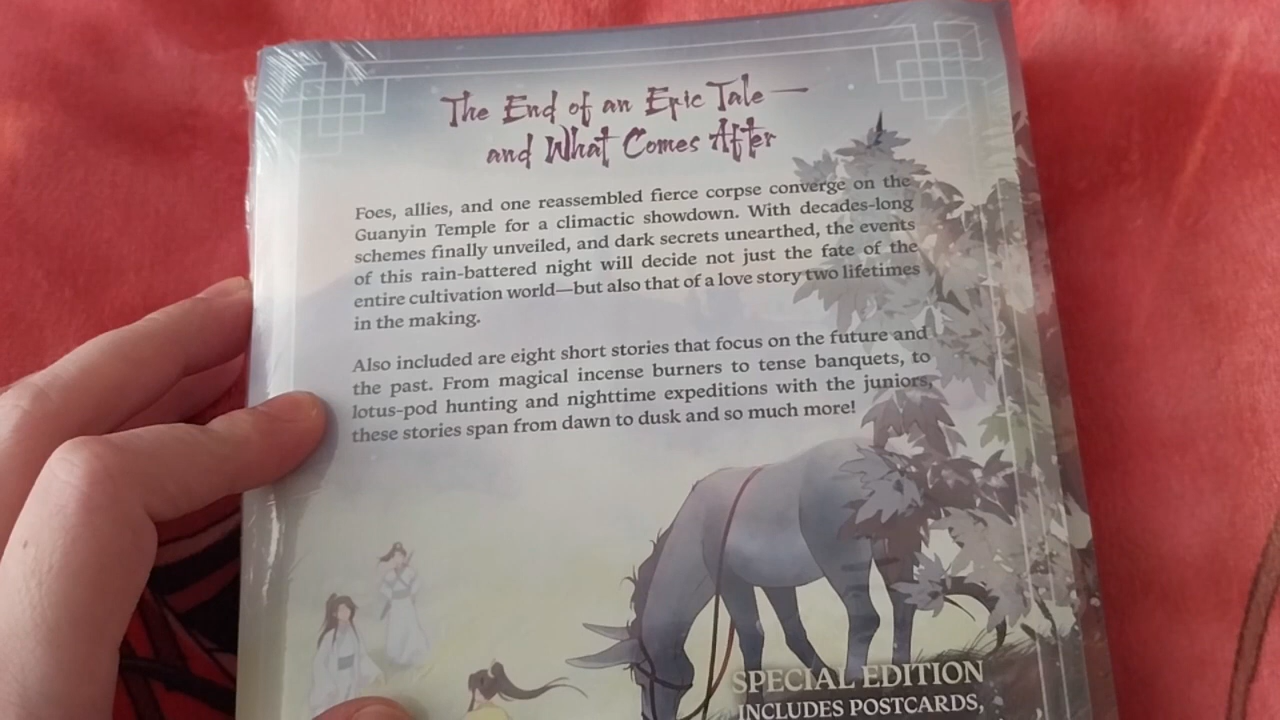 The End of an Epic Tale—
and What Comes After
Foes, allies, and one reassembled fierce corpse converge on the
Guanyin Temple for a climactic showdown. With decades-long
schemes finally unveiled, and dark secrets unearthed, the events
of this rain-battered night will decide not just the fate of the
entire cultivation world—but also that of a love story two lifetimes
in the making.
Also included are eight short stories that focus on the future and
the past. From magical incense burners to tense banquets, to
lotus-pod hunting and nighttime expeditions with the juniors,
these stories span from dawn to dusk and so much more!
SPECIAL EDITION
INCLUDES POSTCARDS,